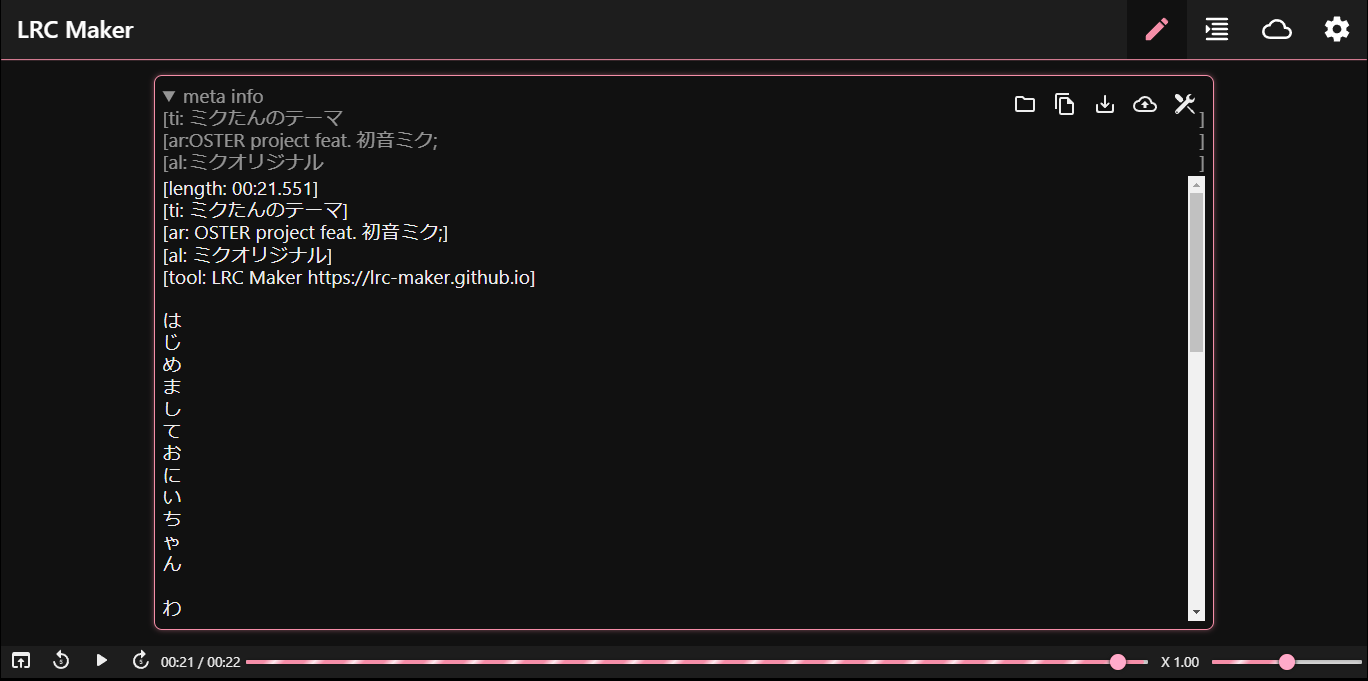 LRC Maker
▼ meta info
[ti: ミクたんのテーマ ]
[ar:OSTER project feat. 初音ミク; ]
[al:ミクオリジナル ]
[length: 00:21.551]
[ti: ミクたんのテーマ]
[ar: OSTER project feat. 初音ミク;]
[al: ミクオリジナル]
[tool: LRC Maker https://lrc-maker.github.io]
は
じ
め
ま
し
て
お
に
い
ち
ゃ
ん
わ
5
5
00:21 / 00:22
X 1.00